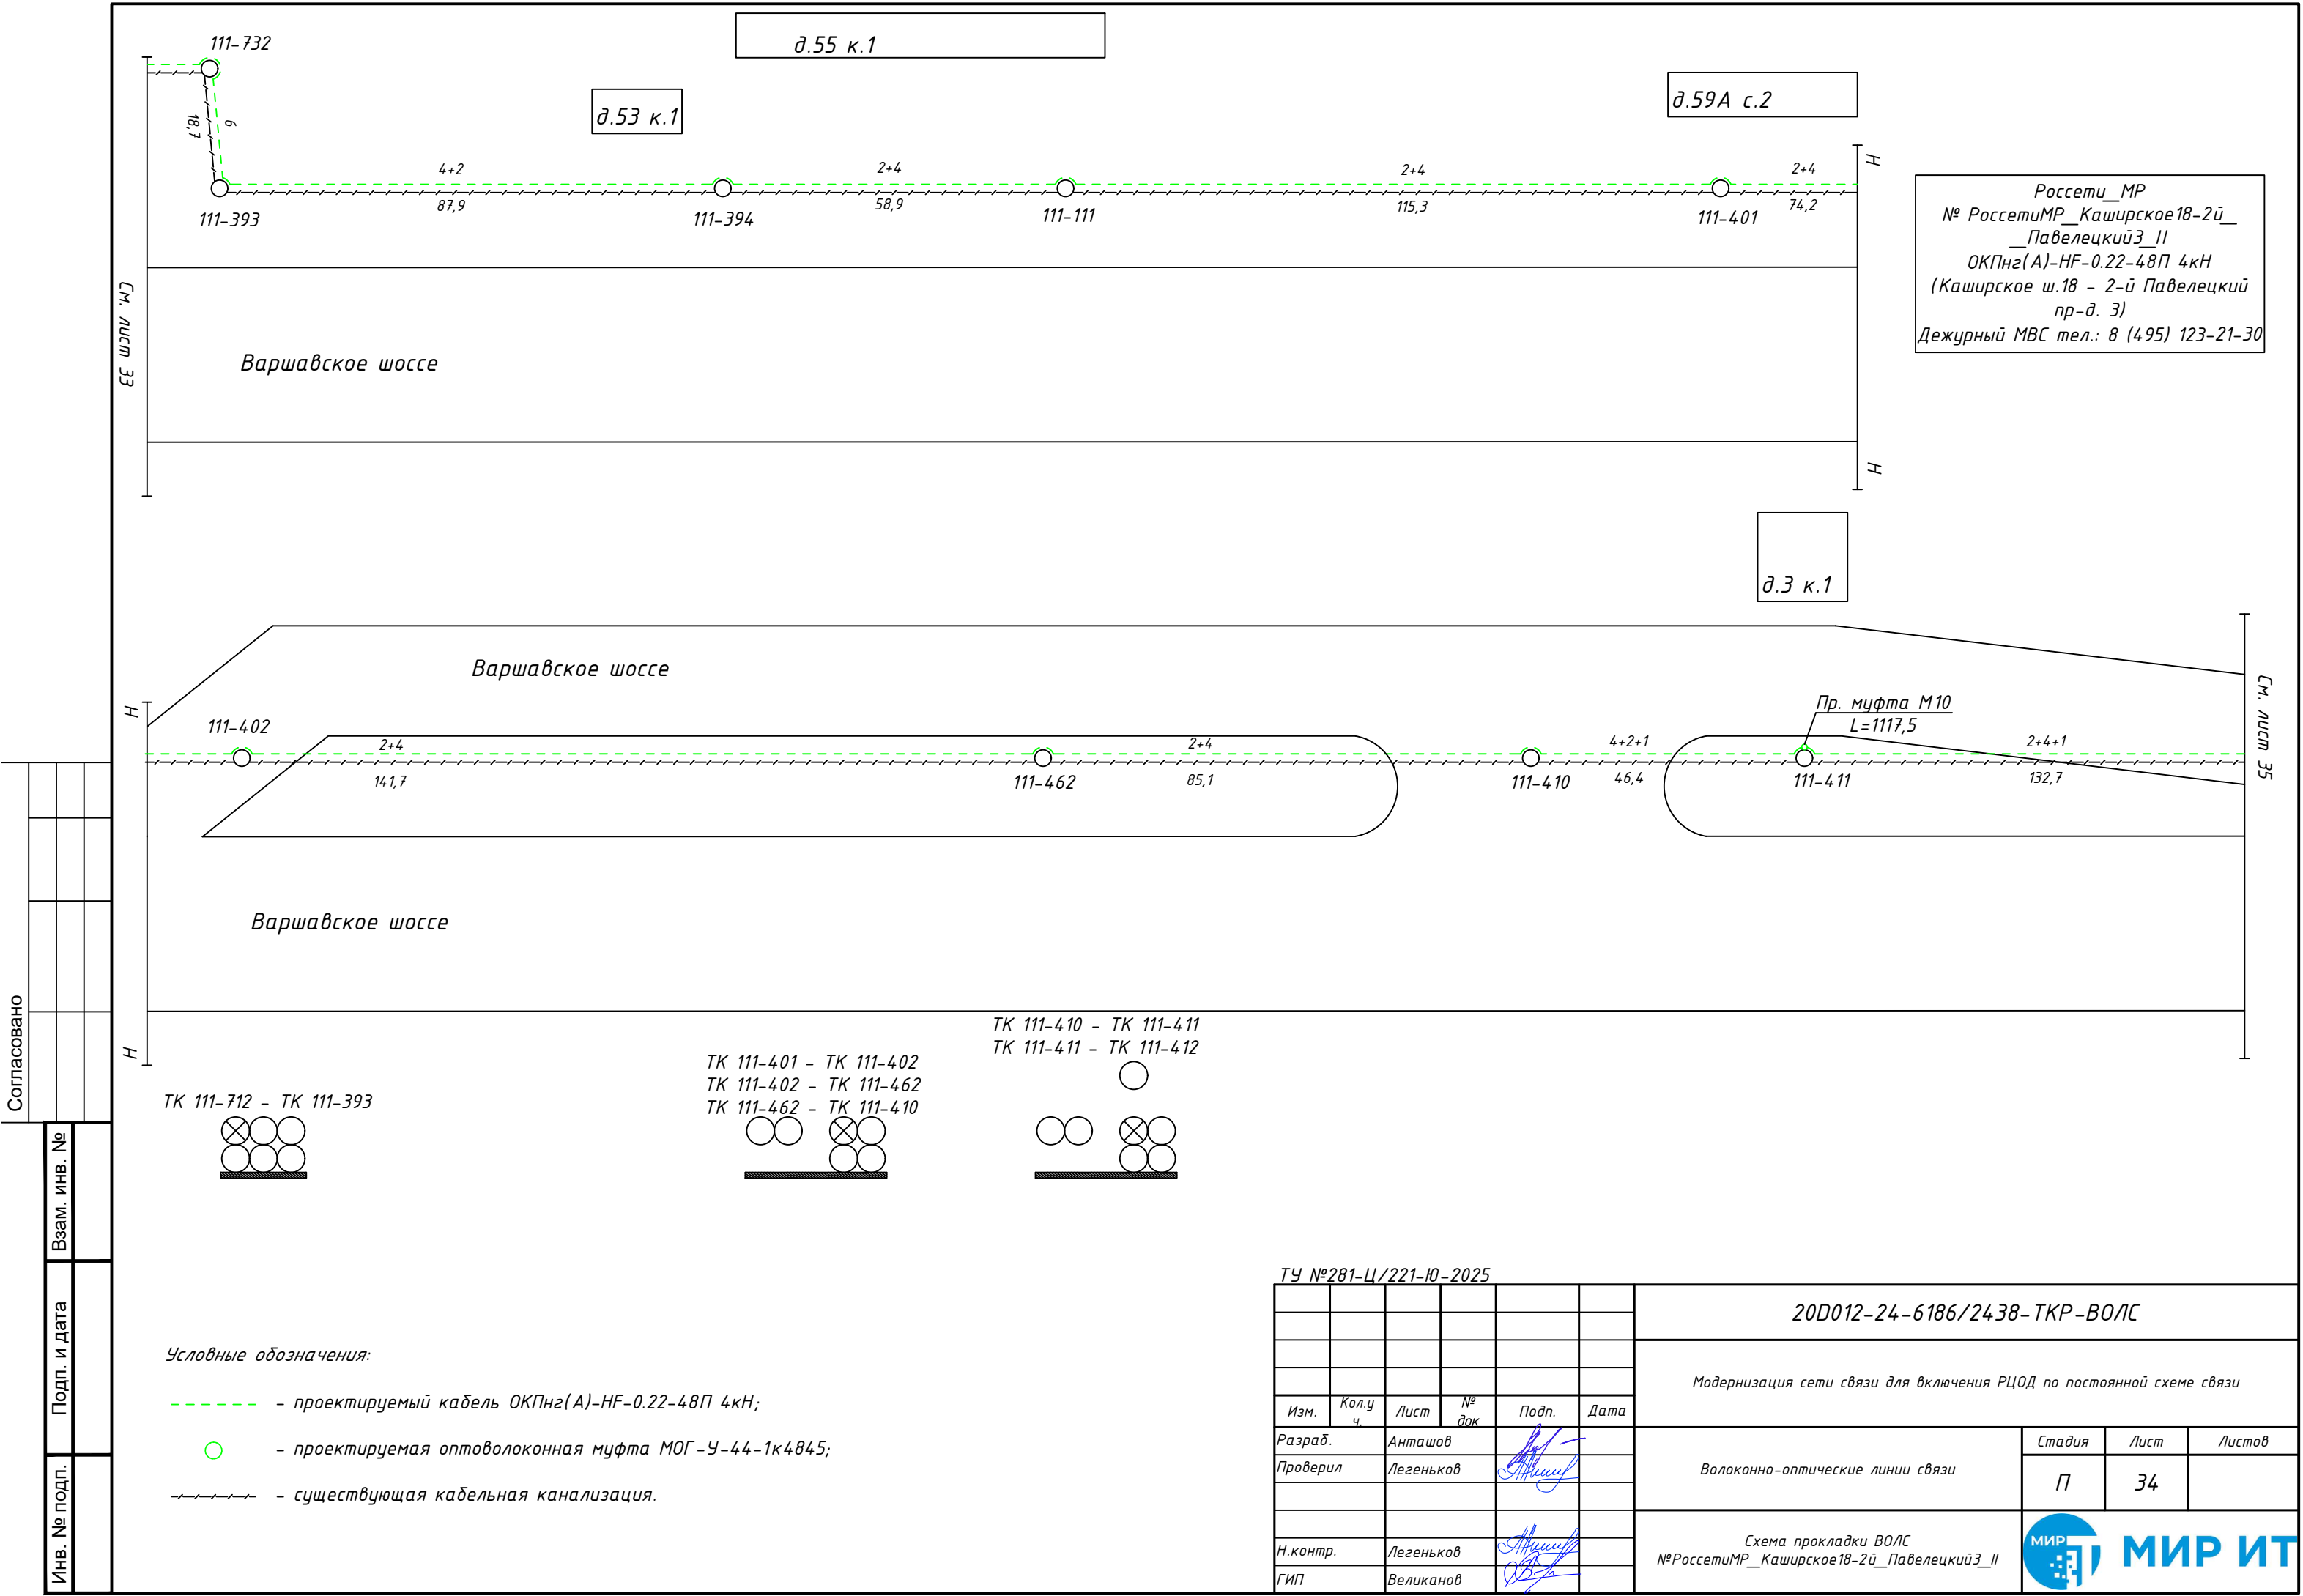 111-732
д.55 к.1
д.53 к.1
д.59А с.2
6
18,7
4+2
87,9
2+4
58,9
2+4
115,3
2+4
74,2
111-393
111-394
111-111
111-401
Н
Н
См. лист 33
Варшавское шоссе
Россети_МР
№ РоссетиМР_Каширское18-2й_
_Павелецкий3_II
ОКПнг(А)-HF-0.22-48П 4кН
(Каширское ш.18 - 2-й Павелецкий
пр-д. 3)
Дежурный МВС тел.: 8 (495) 123-21-30
д.3 к.1
Варшавское шоссе
Н
111-402
2+4
141,7
111-462
2+4
85,1
111-410
4+2+1
46,4
Пр. муфта М10
L=1117,5
111-411
2+4+1
132,7
См. лист 35
Варшавское шоссе
Н
ТК 111-712 - ТК 111-393
ТК 111-401 - ТК 111-402
ТК 111-402 - ТК 111-462
ТК 111-462 - ТК 111-410
ТК 111-410 - ТК 111-411
ТК 111-411 - ТК 111-412
Условные обозначения:
- проектируемый кабель ОКПнг(А)-HF-0.22-48П 4кН;
- проектируемая оптоволоконная муфта МОГ-У-44-1к4845;
- существующая кабельная канализация.
Согласовано
Взам. инв. №
Подп. и дата
Инв. № подп.
ТУ №281-Ц/221-Ю-2025
20D012-24-6186/2438-ТКР-ВОЛС
Модернизация сети связи для включения РЦОД по постоянной схеме связи
Изм.
Кол.у
ч.
Лист
№
док
Подп.
Дата
Разраб.
Анташов
Проверил
Легеньков
Н.контр.
Легеньков
ГИП
Великанов
Волоконно-оптические линии связи
Стадия
Лист
Листов
П
34
Схема прокладки ВОЛС
№РоссетиМР_Каширское18-2й_Павелецкий3_II
МИР
МИР ИТ